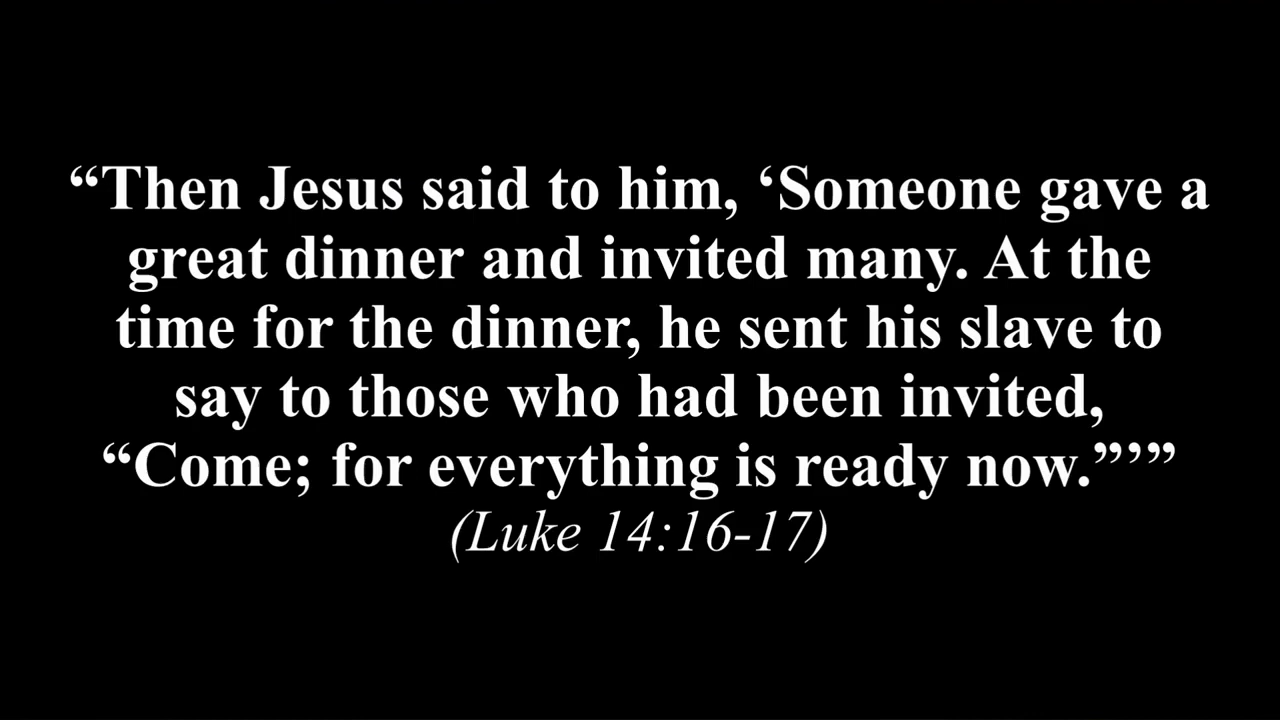 “Then Jesus said to him, ‘Someone gave a
great dinner and invited many. At the
time for the dinner, he sent his slave to
say to those who had been invited,
“Come; for everything is ready now.”’”
(Luke 14:16-17)